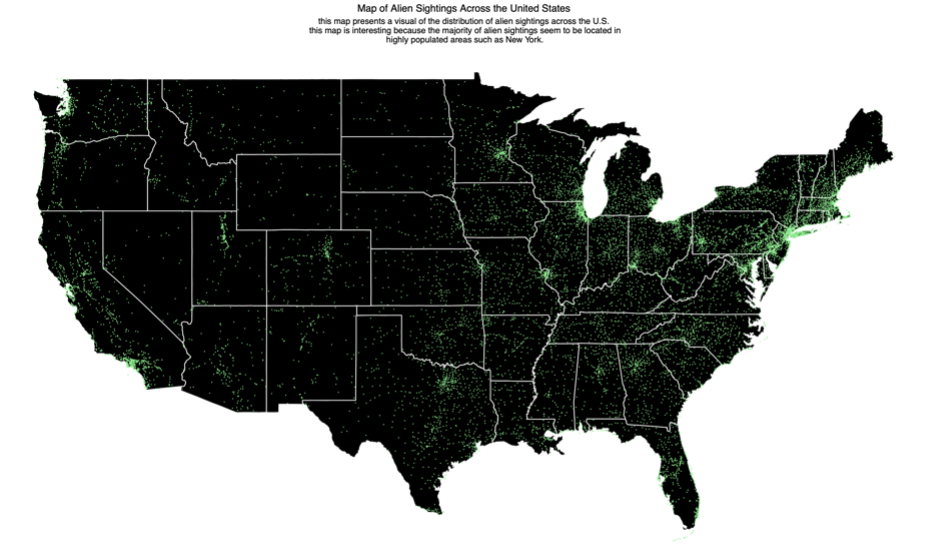 Map of Alien Sightings Across the United States
this map presents a visual of the distribution of alien sightings across the U.S.
this map is interesting because the majority of alien sightings seem to be located in
highly populated areas such as New York.